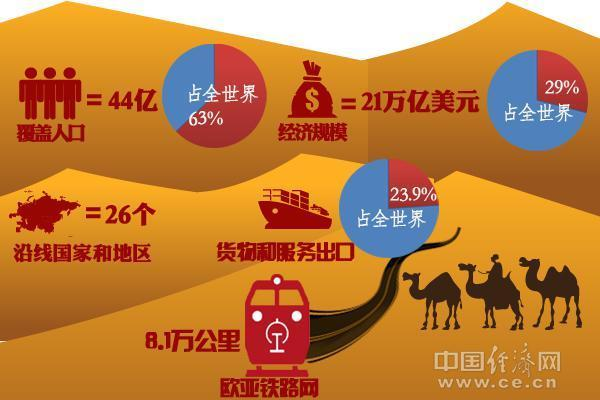 = 44亿
覆盖人口
占全世界
63%
= 21万亿美元
经济规模
29%
占全世界
= 26个
沿线国家和地区
货物和服务出口
23.9%
占全世界
8.1万公里
欧亚铁路网
中国经济网
www.ce.cn